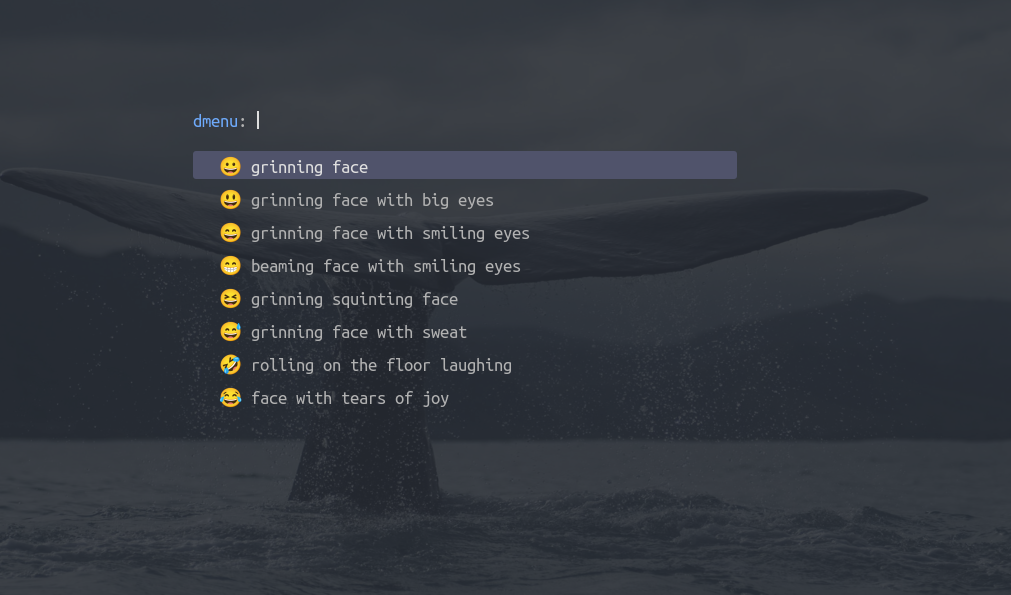 dmenu:
😀 grinning face
😃 grinning face with big eyes
😄 grinning face with smiling eyes
😁 beaming face with smiling eyes
😆 grinning squinting face
😅 grinning face with sweat
🤣 rolling on the floor laughing
😂 face with tears of joy